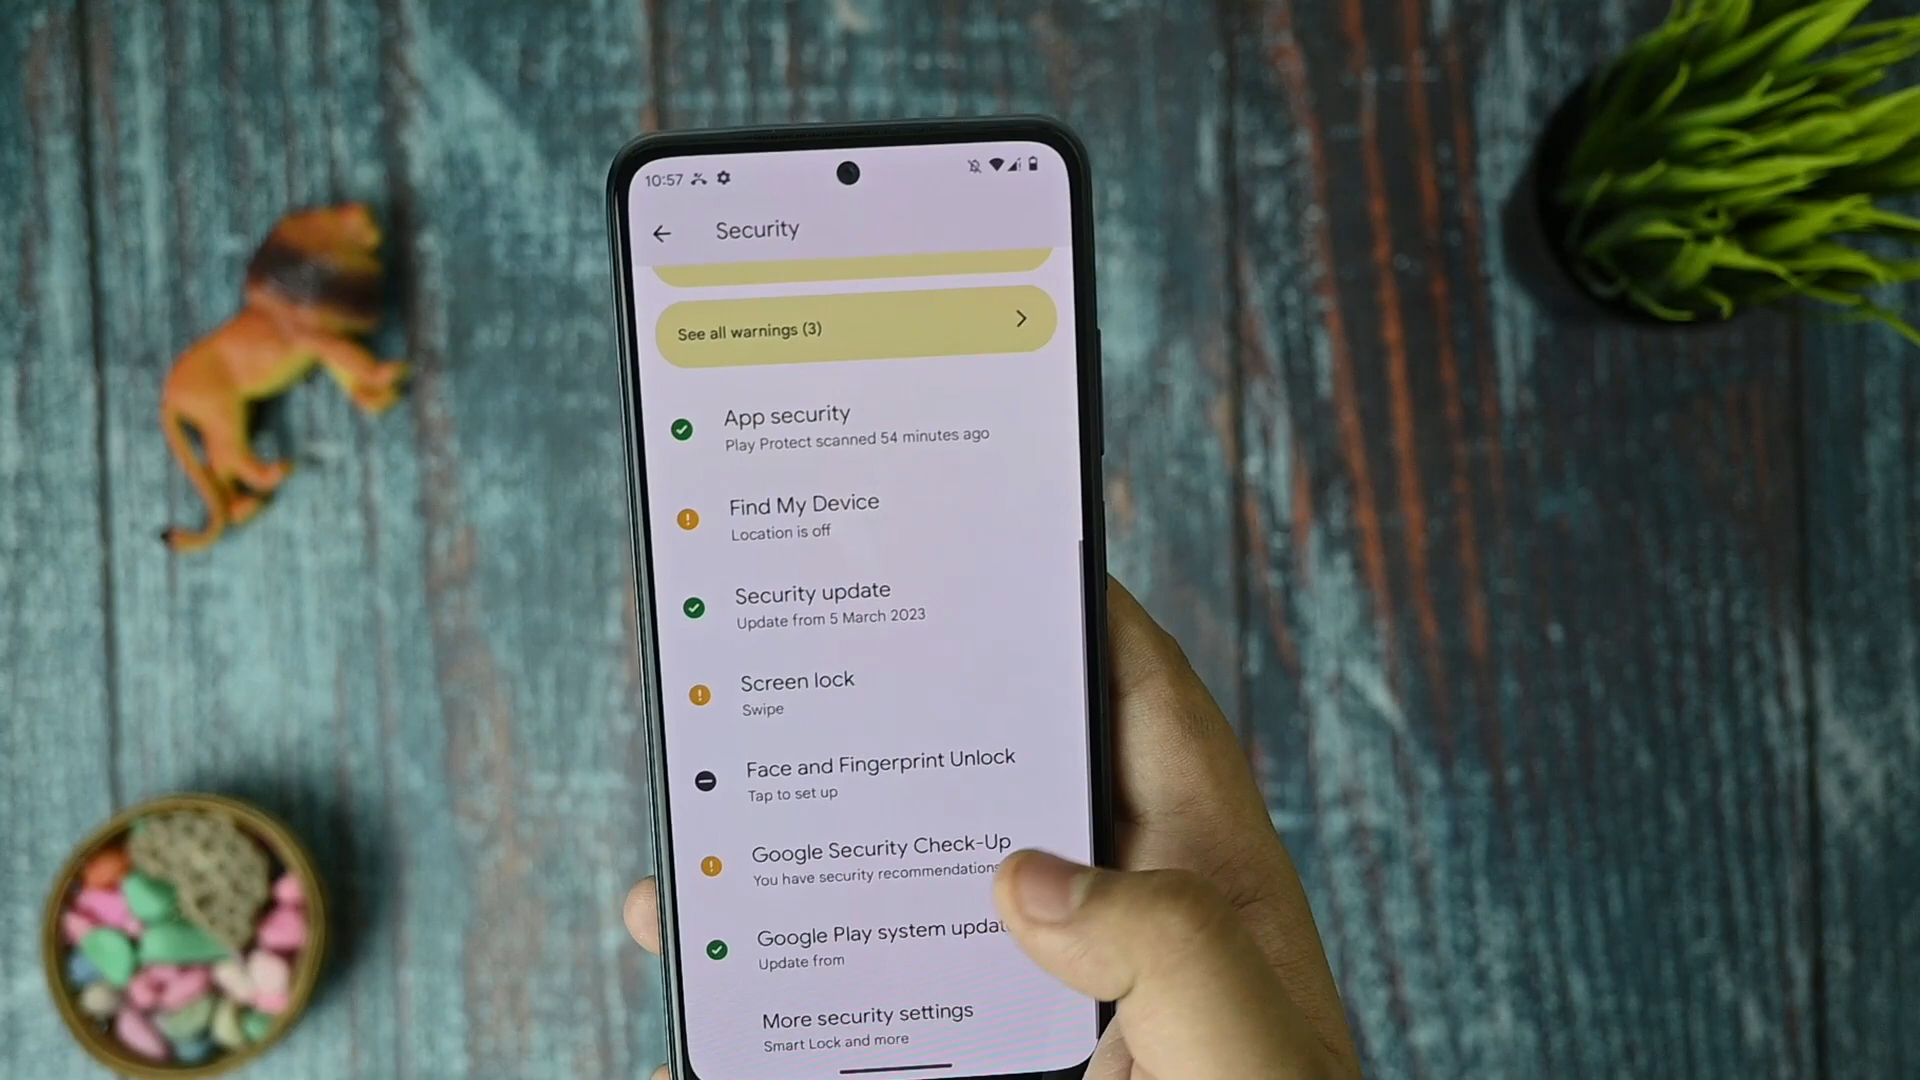 10:57
Security
See all warnings (3)
App security
Play Protect scanned 54 minutes ago
Find My Device
Location is off
Security update
Update from 5 March 2023
Screen lock
Swipe
Face and Fingerprint Unlock
Tap to set up
Google Security Check-Up
You have security recommendations
Google Play system
Update from
More security settings
Smart Lock and more